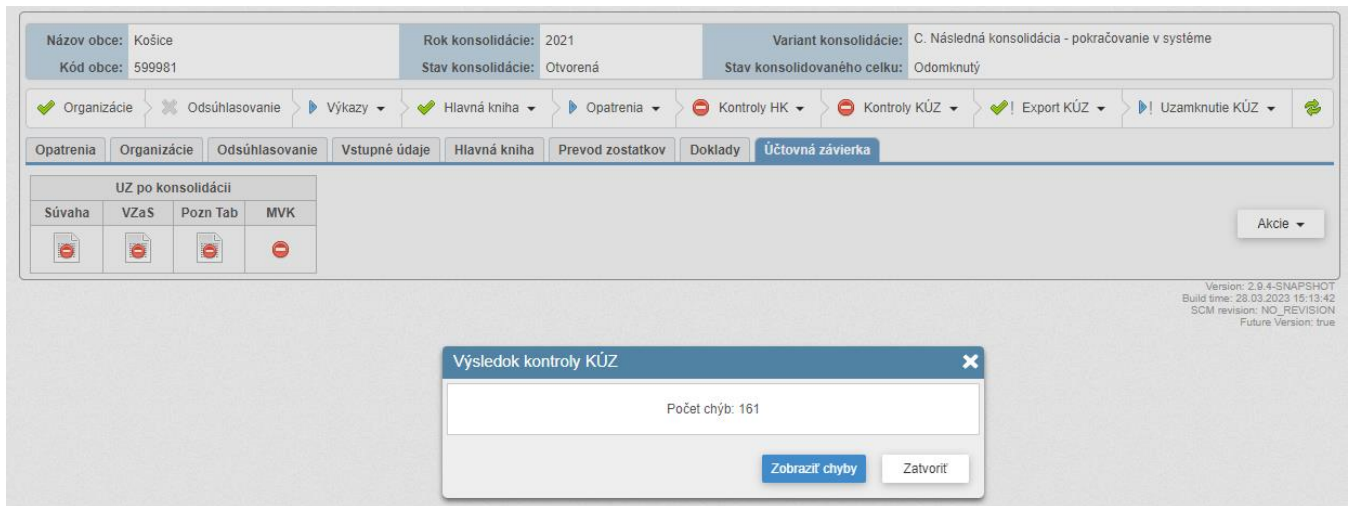 Názov obce: Košice Rok konsolidácie: 2021 Variant konsolidácie: C. Následná konsolidácia - pokračovanie v systéme
Kód obce: 599981 Stav konsolidácie: Otvorená Stav konsolidovaného celku: Odomknutý
Organizácie Odsúhlasovanie Výkazy Hlavná kniha Opatrenia Kontroly HK Kontroly KÚZ ! Export KÚZ ! Uzamknutie KÚZ
Opatrenia Organizácie Odsúhlasovanie Vstupné údaje Hlavná kniha Prevod zostatkov Doklady Účtovná závierka
UZ po konsolidácii
Súvaha VZaS Pozn Tab MVK
Akcie
Version: 2.9.4-SNAPSHOT
Build time: 28.03.2023 15:13:42
SCM revision: NO_REVISION
Future Version: true
Výsledok kontroly KÚZ
Počet chýb: 161
Zobraziť chyby Zatvoriť